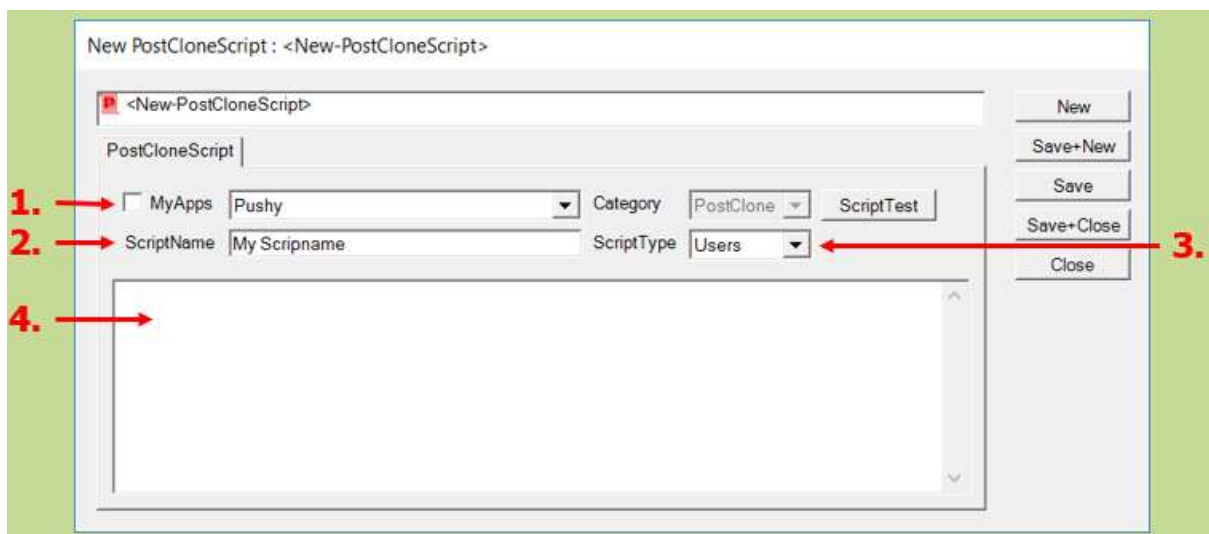 New PostCloneScript : <New-PostCloneScript>
P <New-PostCloneScript>
New
PostCloneScript
Save+New
1. MyApps Pushy Category PostClone ScriptTest
Save
2. ScriptName My Scripname ScriptType Users 3.
Save+Close
Close
4.